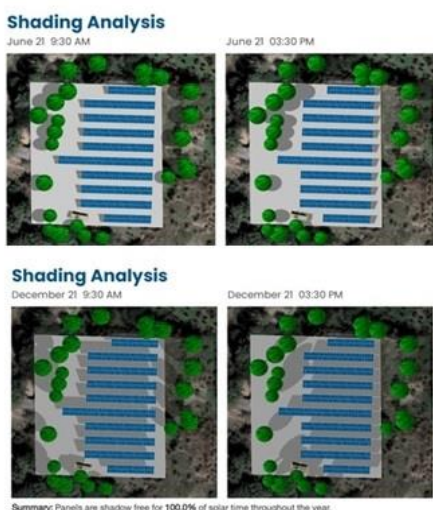 Shading Analysis
June 21 9:30 AM
June 21 03:30 PM
Shading Analysis
December 21 9:30 AM
December 21 03:30 PM
Summary: Panels are shadow free for 100.0% of solar time throughout the year.